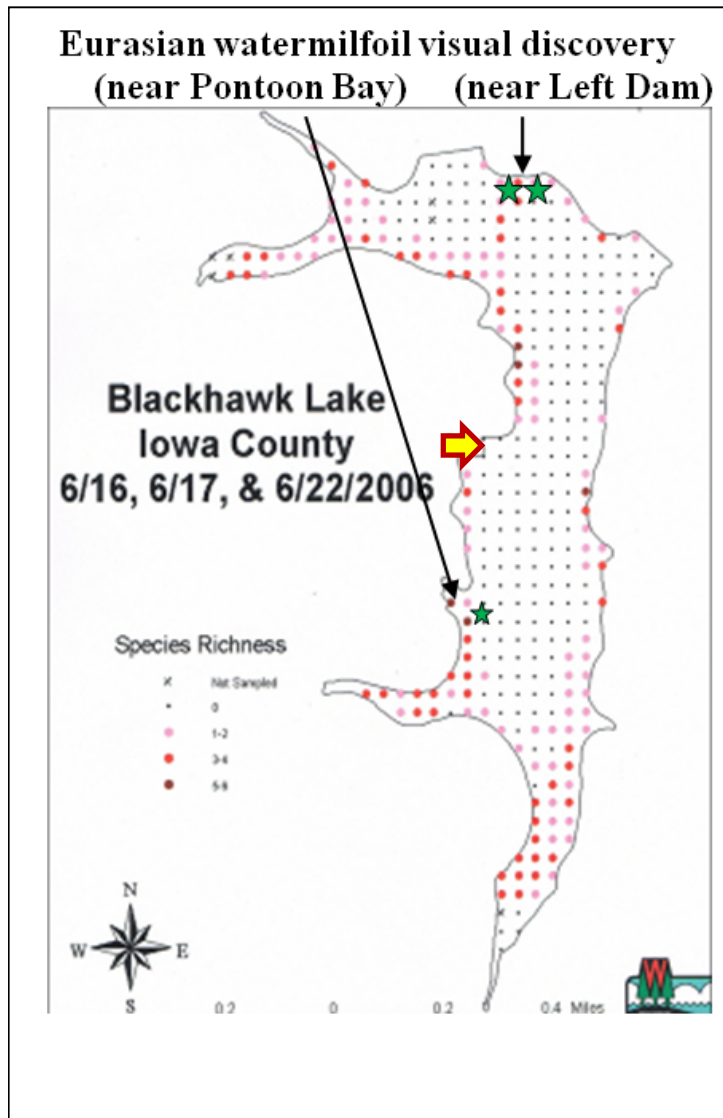 Eurasian watermilfoil visual discovery
(near Pontoon Bay) (near Left Dam)
Blackhawk Lake
Iowa County
6/16, 6/17, & 6/22/2006
Species Richness
x Not Sampled
0
1-2
3-4
5-6
N
W E
S
0.2 0 0.2 0.4 Miles
W